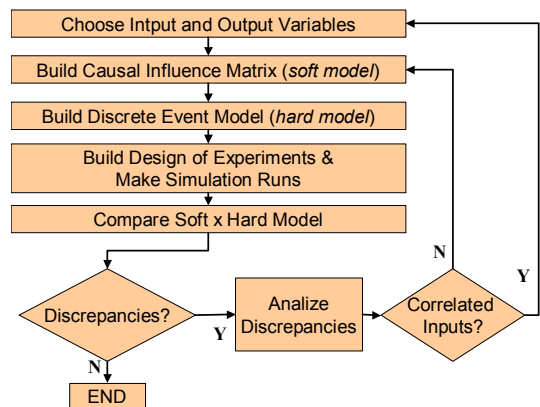 Choose Intput and Output Variables
Build Causal Influence Matrix (soft model)
Build Discrete Event Model (hard model)
Build Design of Experiments &
Make Simulation Runs
Compare Soft x Hard Model
Discrepancies?
Y
Analize
Discrepancies
Correlated
Inputs?
N
Y
N
END